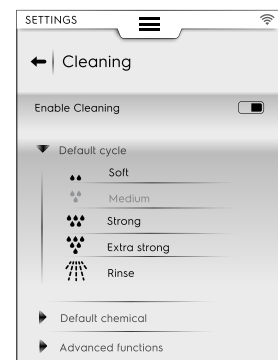 SETTINGS
Cleaning
Enable Cleaning
Default cycle
Soft
Medium
Strong
Extra strong
Rinse
Default chemical
Advanced functions